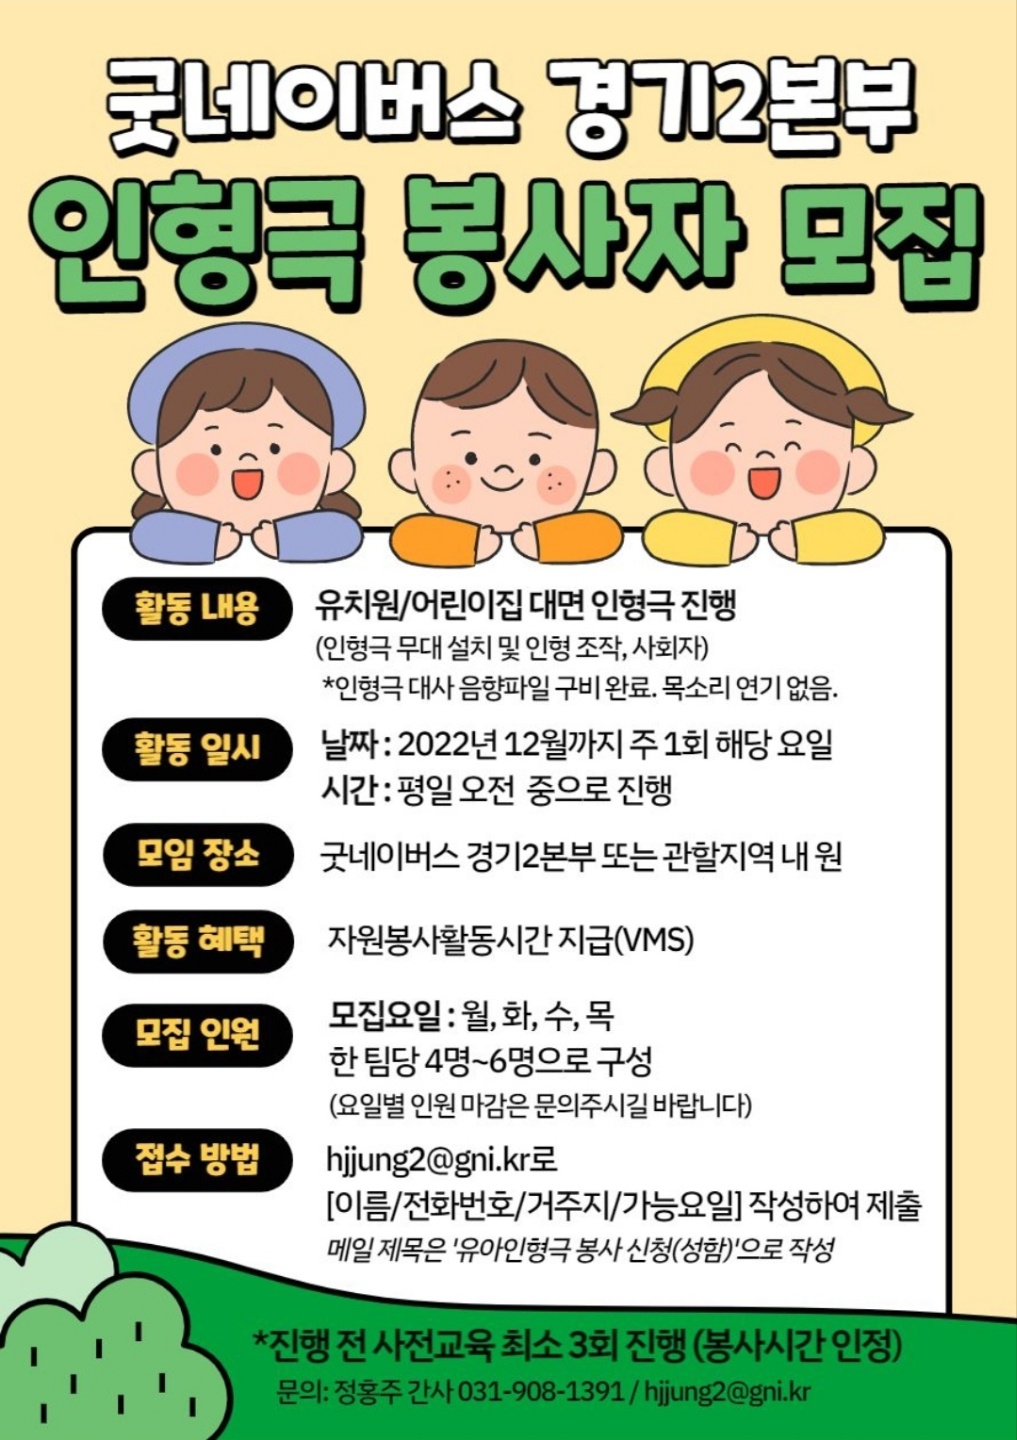 굿네이버스 경기2본부
인형극 봉사자 모집
활동 내용
유치원/어린이집 대면 인형극 진행
(인형극 무대 설치 및 인형 조작, 사회자)
*인형극 대사 음향파일 구비 완료. 목소리 연기 없음.
활동 일시
날짜 : 2022년 12월까지 주 1회 해당 요일
시간 : 평일 오전 중으로 진행
모임 장소
굿네이버스 경기2본부 또는 관할지역 내 원
활동 혜택
자원봉사활동시간 지급(VMS)
모집 인원
모집요일 : 월, 화, 수, 목
한 팀당 4명~6명으로 구성
(요일별 인원 마감은 문의주시길 바랍니다)
접수 방법
hjjung2@gni.kr로
[이름/전화번호/거주지/가능요일] 작성하여 제출
메일 제목은 '유아인형극 봉사 신청(성함)'으로 작성
*진행 전 사전교육 최소 3회 진행 (봉사시간 인정)
문의: 정홍주 간사 031-908-1391 / hjjung2@gni.kr